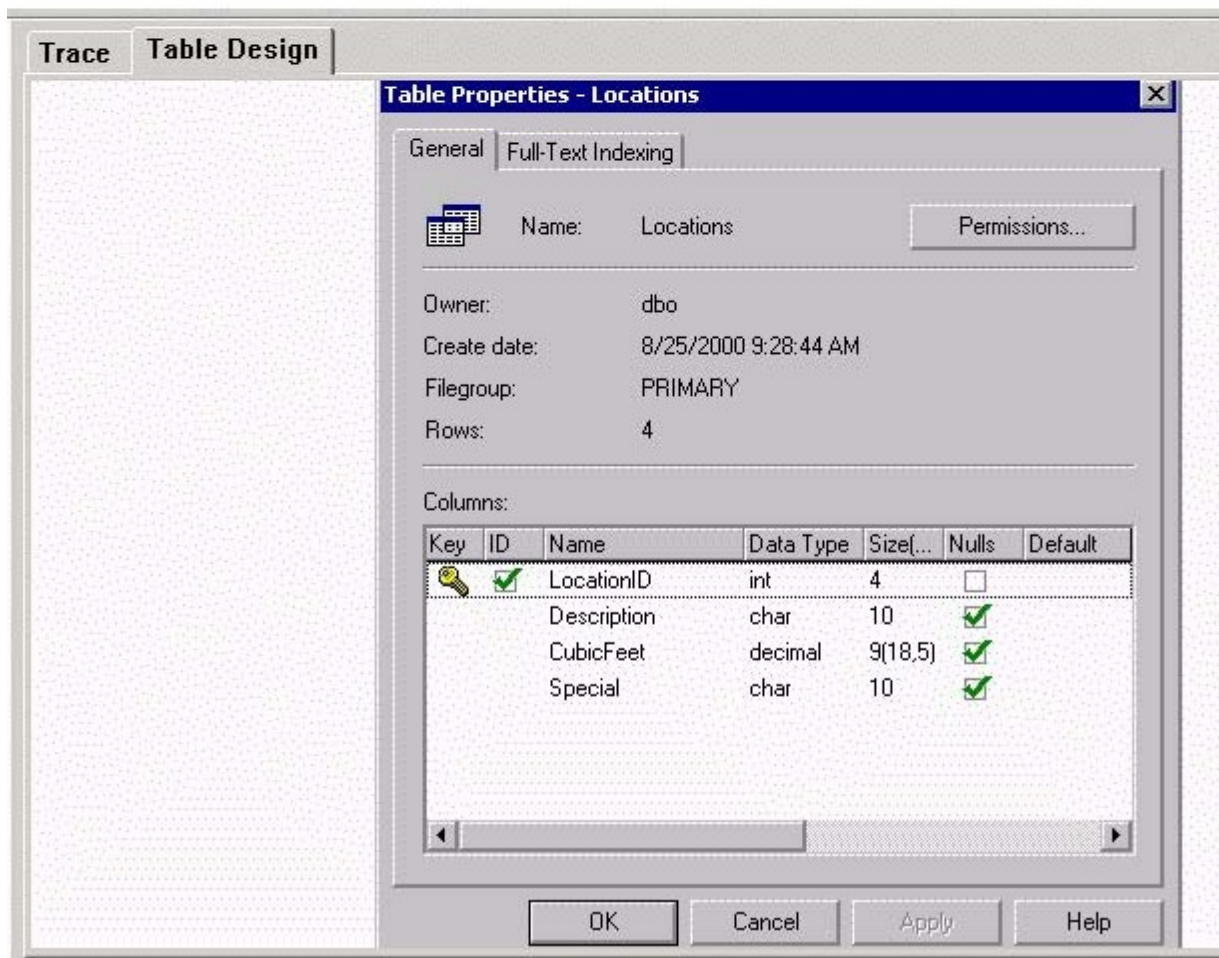 Trace Table Design
Table Properties - Locations
General Full-Text Indexing
Name: Locations Permissions...
Owner: dbo
Create date: 8/25/2000 9:28:44 AM
Filegroup: PRIMARY
Rows: 4
Columns:
Key ID Name Data Type Size(... Nulls Default
LocationID int 4
Description char 10
CubicFeet decimal 9(18,5)
Special char 10
OK Cancel Apply Help